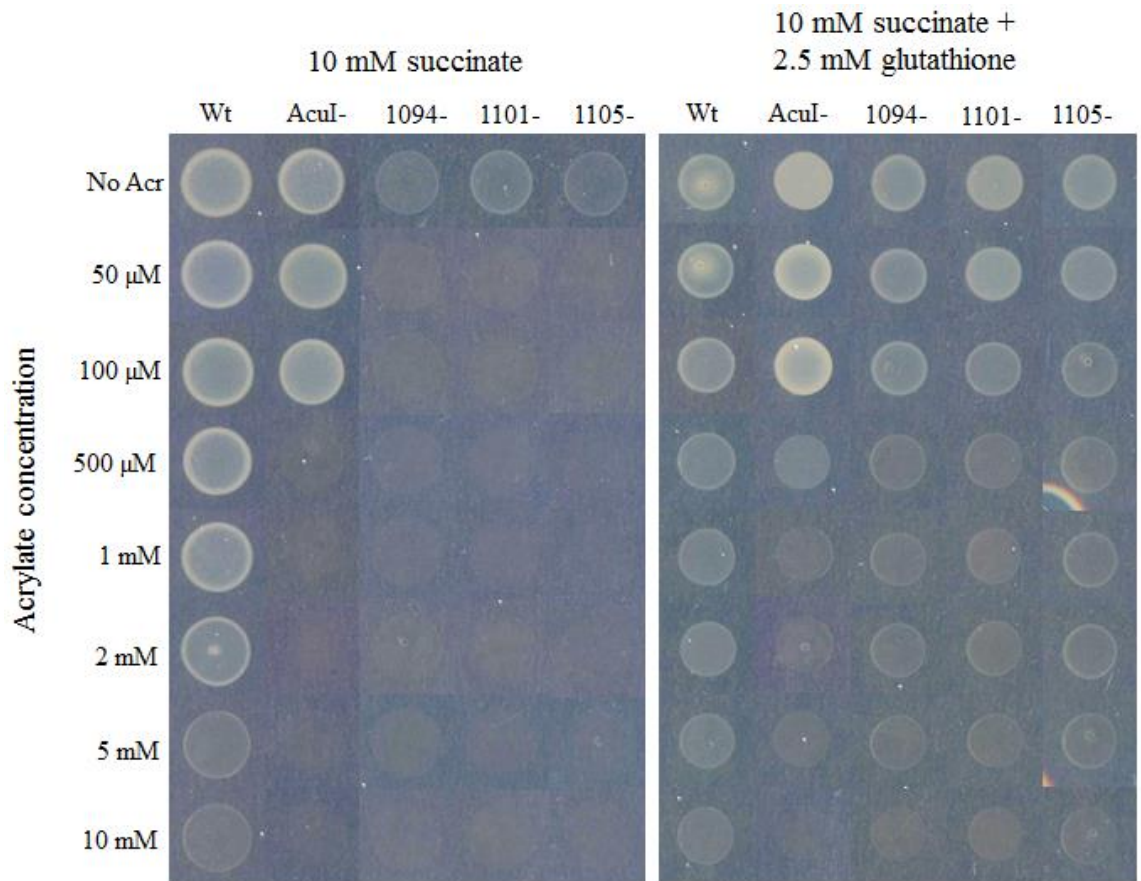 10 mM succinate
10 mM succinate +
2.5 mM glutathione
Wt AcuI- 1094- 1101- 1105-
Wt AcuI- 1094- 1101- 1105-
No Acr
50 µM
100 µM
500 µM
1 mM
2 mM
5 mM
10 mM
Acrylate concentration